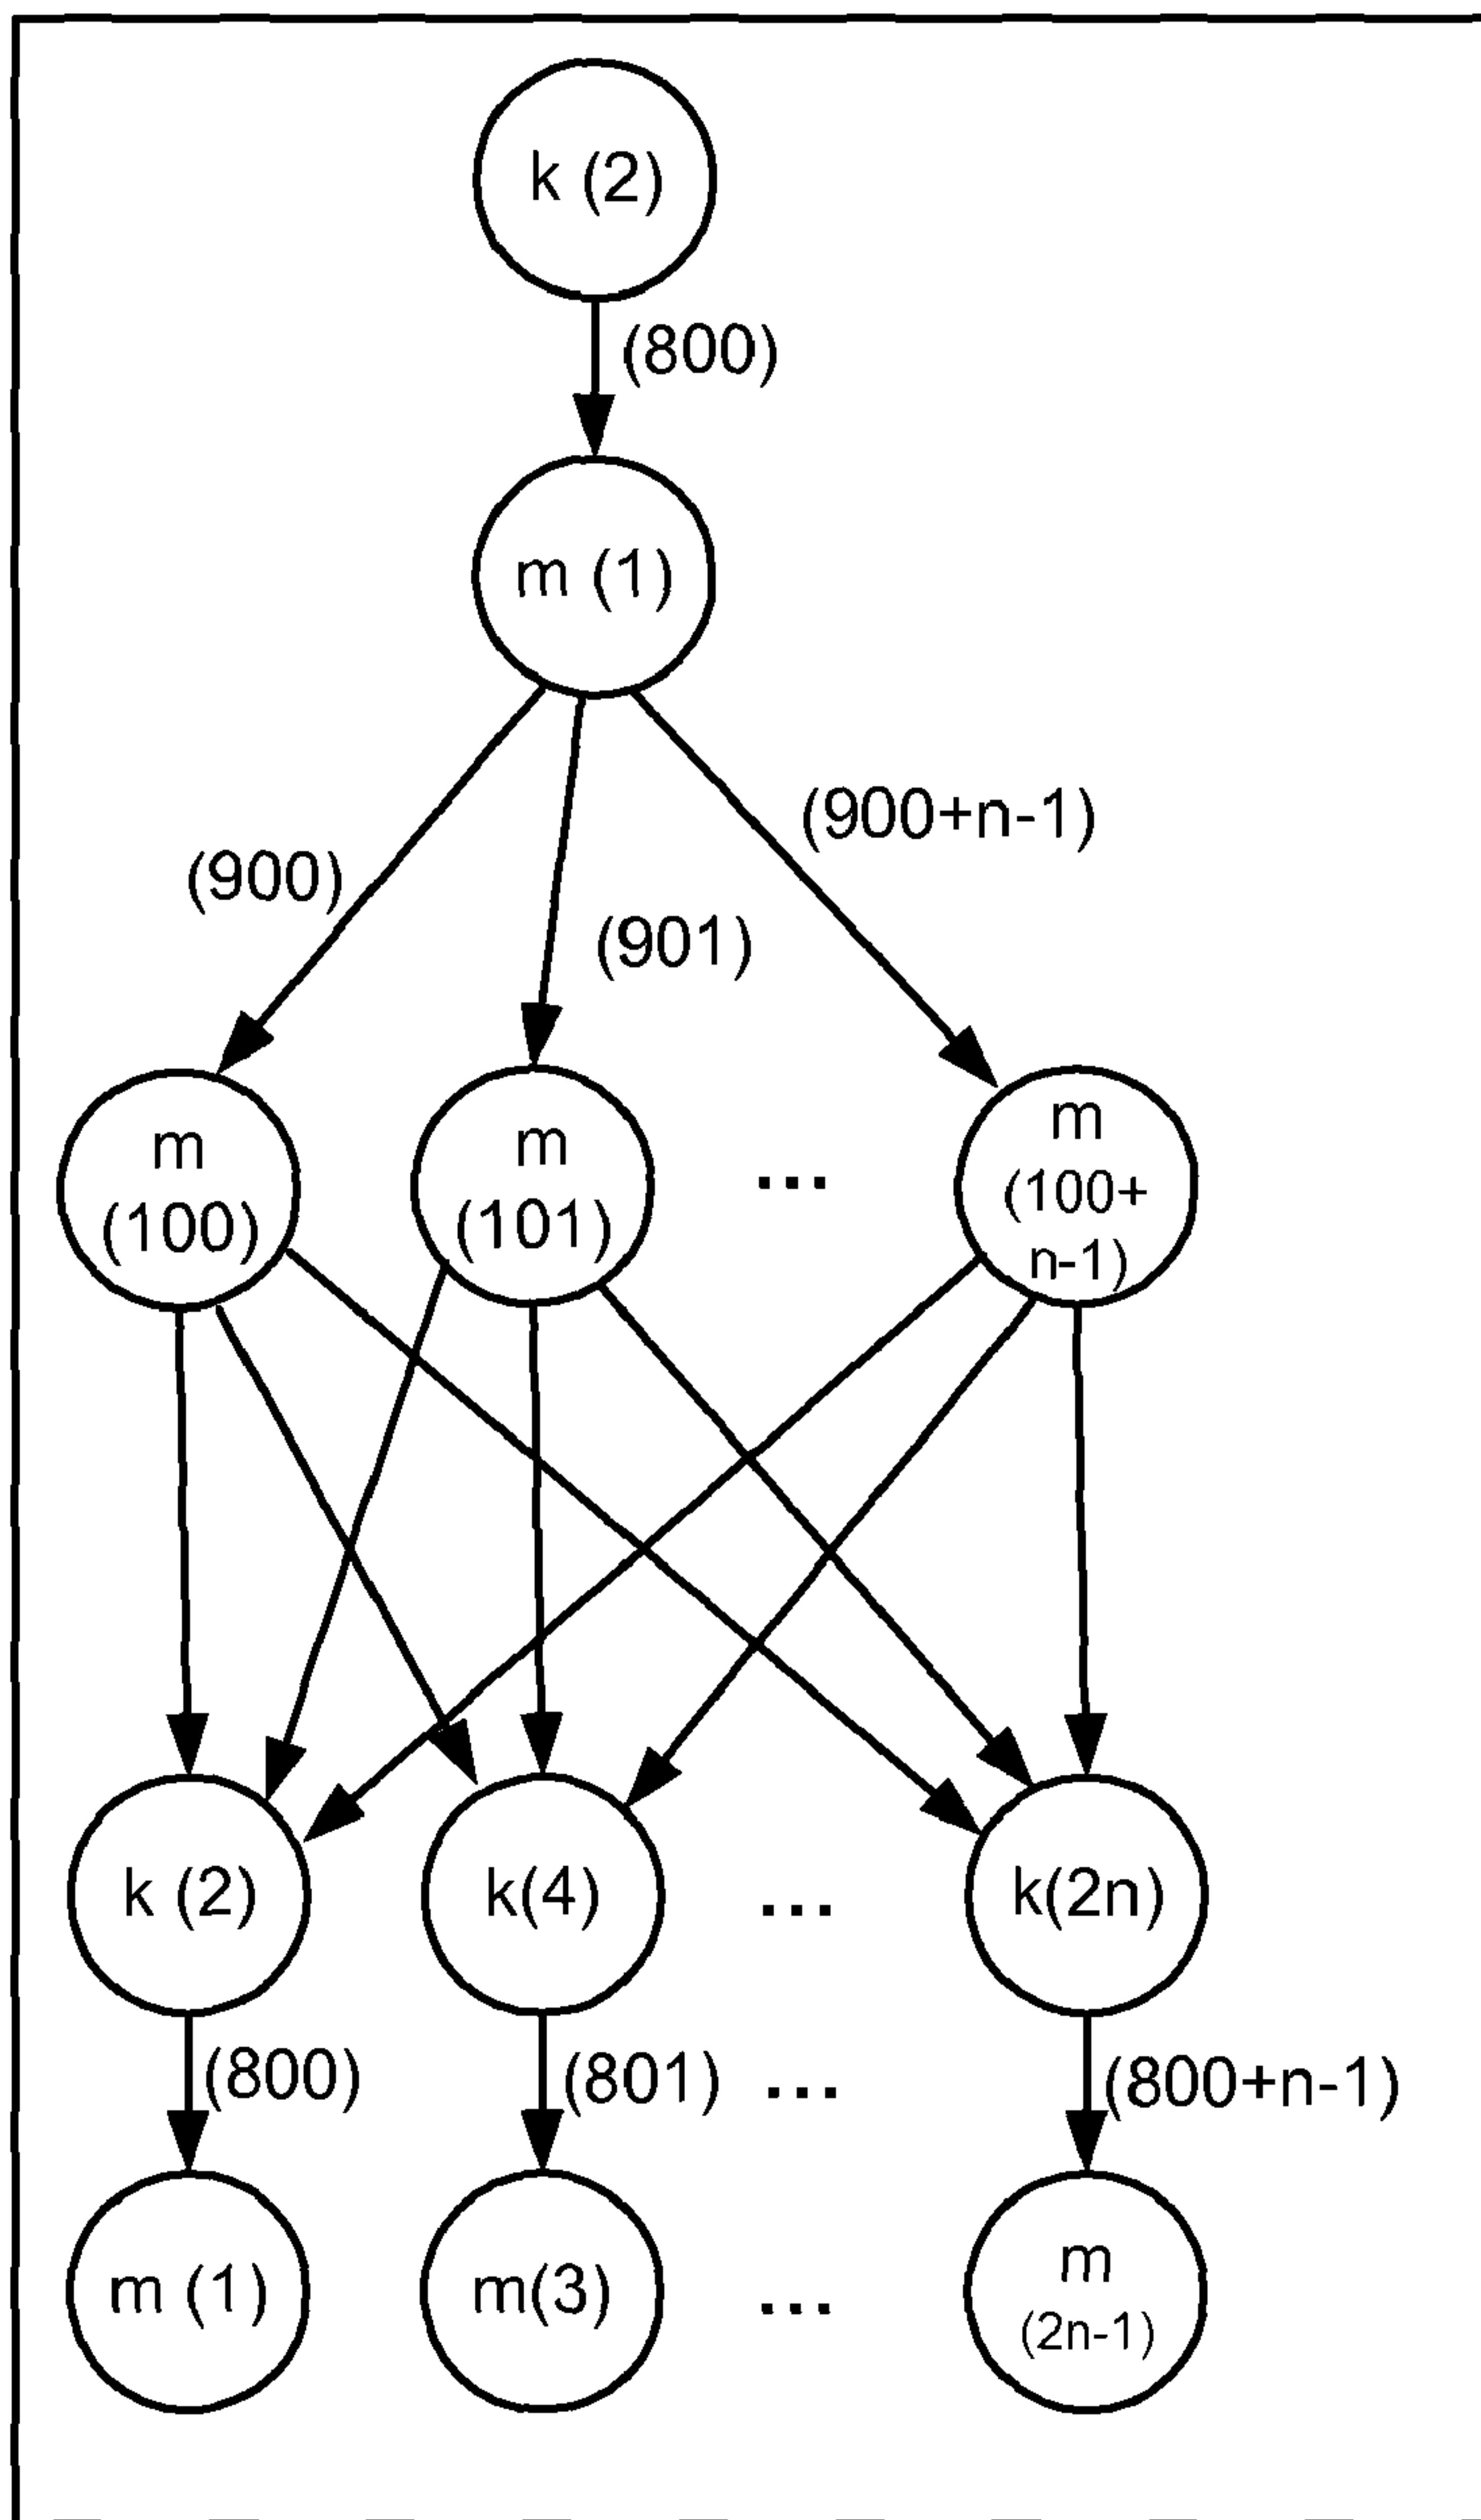 k (2)
(800)
m (1)
(900+n-1)
(900)
(901)
m
(100)
m
(101)
...
m
(100+
n-1)
k (2)
k(4)
...
k(2n)
(800)
(801)
...
(800+n-1)
m (1)
m(3)
...
m
(2n-1)